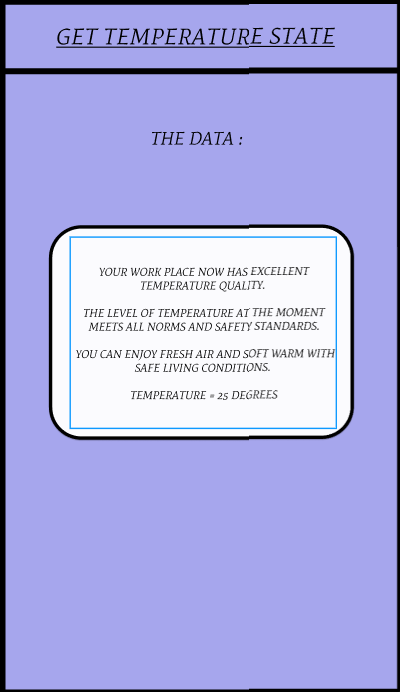 GET TEMPERATURE STATE
THE DATA :
YOUR WORK PLACE NOW HAS EXCELLENT
TEMPERATURE QUALITY.
THE LEVEL OF TEMPERATURE AT THE MOMENT
MEETS ALL NORMS AND SAFETY STANDARDS.
YOU CAN ENJOY FRESH AIR AND SOFT WARM WITH
SAFE LIVING CONDITIONS.
TEMPERATURE = 25 DEGREES